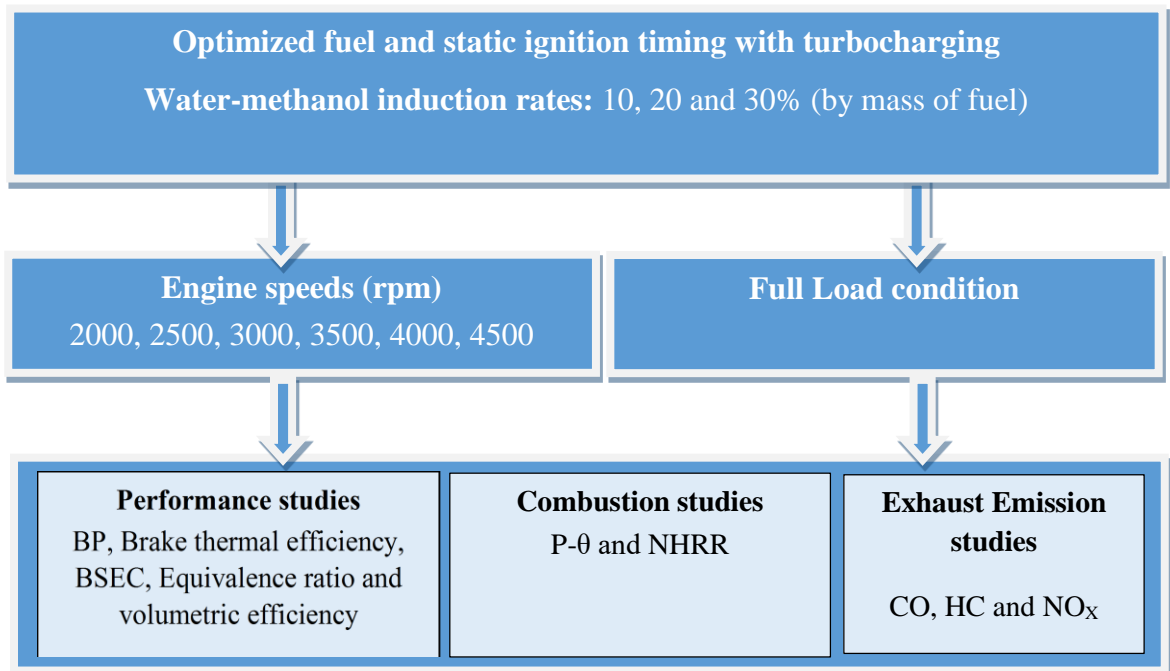 Optimized fuel and static ignition timing with turbocharging
Water-methanol induction rates: 10, 20 and 30% (by mass of fuel)
Engine speeds (rpm)
2000, 2500, 3000, 3500, 4000, 4500
Full Load condition
Performance studies
BP, Brake thermal efficiency,
BSEC, Equivalence ratio and
volumetric efficiency
Combustion studies
P-θ and NHRR
Exhaust Emission
studies
CO, HC and NOX